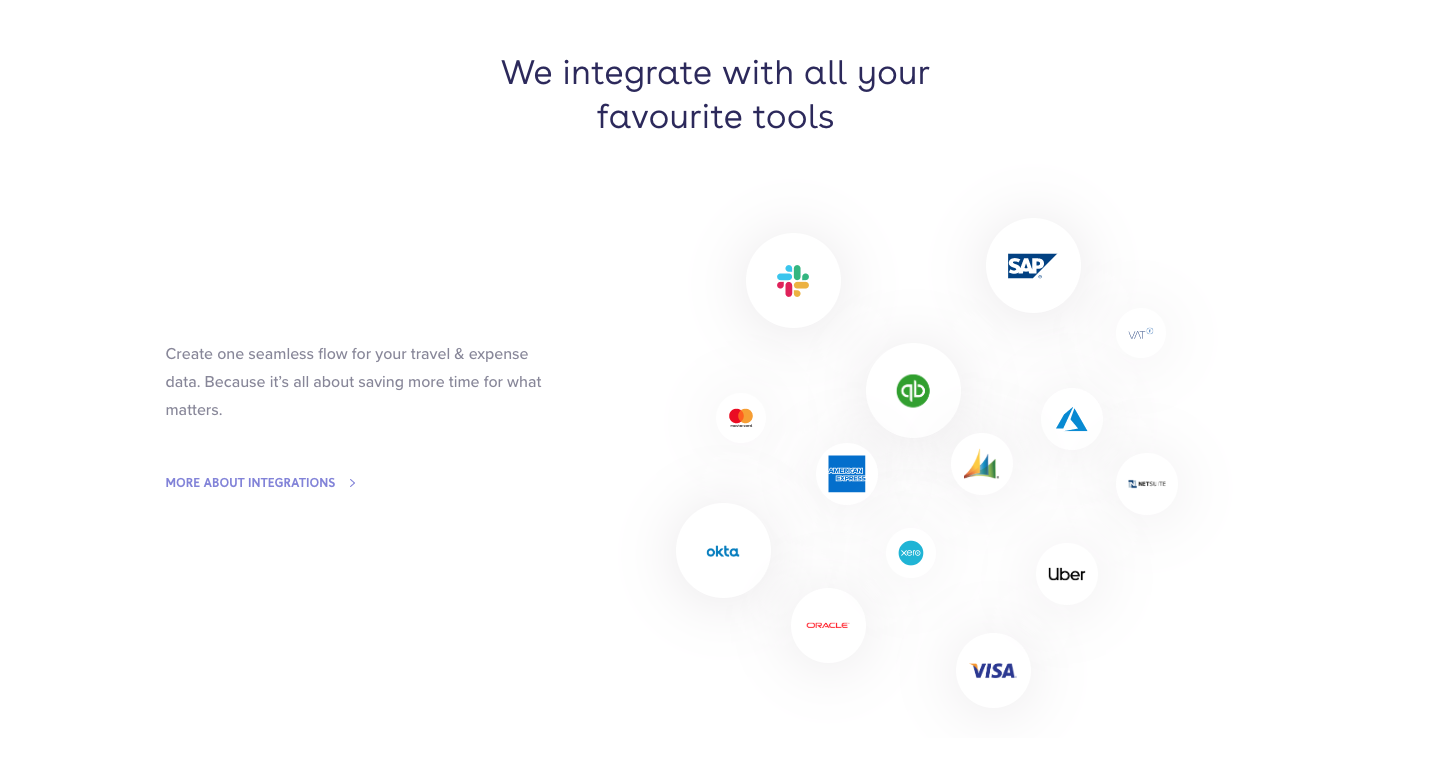 We integrate with all your
favourite tools
SAP
VAT
Create one seamless flow for your travel & expense
data. Because it's all about saving more time for what
matters.
qb
mastercard
AMERICAN
EXPRESS
NETSUITE
MORE ABOUT INTEGRATIONS
okta
xero
Uber
ORACLE
VISA